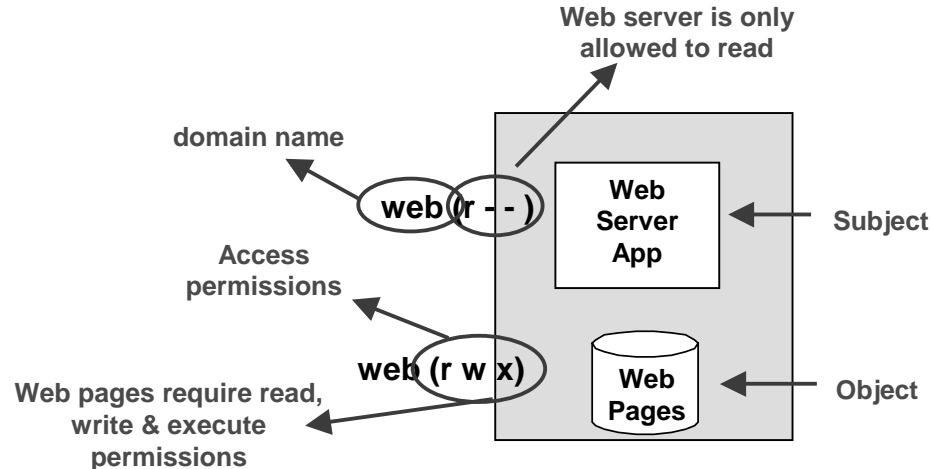 Web server is only
allowed to read
domain name
web (r - - )
Web
Server
App
Subject
Access
permissions
web (r w x)
Web pages require read,
write & execute
permissions
Web
Pages
Object